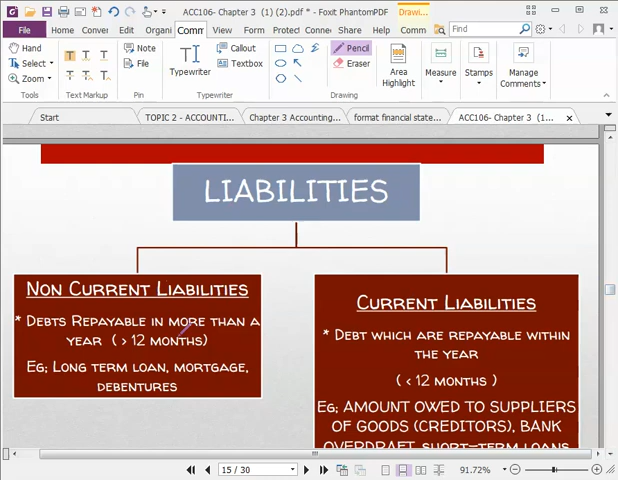 ACC106- Chapter 3 (1) (2).pdf * - Foxit PhantomPDF
Drawi...
File Home Conver Edit Organi Comm View Form Protect Share Help Comm Find
Hand
Select
Zoom
Tools
T T T
T T T
Text Markup
Note
File
Pin
Typewriter
Callout
Textbox
Typewriter
Pencil
Eraser
Drawing
Area
Highlight
Measure
Stamps
Manage
Comments
Comments
Start TOPIC 2 - ACCOUNTI... Chapter 3 Accounting... format financial state... ACC106- Chapter 3 (1...
LIABILITIES
NON CURRENT LIABILITIES
* DEBTS REPAYABLE IN MORE THAN A
YEAR ( > 12 MONTHS)
EG; LONG TERM LOAN, MORTGAGE,
DEBENTURES
CURRENT LIABILITIES
* DEBT WHICH ARE REPAYABLE WITHIN
THE YEAR
( < 12 MONTHS )
EG; AMOUNT OWED TO SUPPLIERS
OF GOODS (CREDITORS), BANK
OVERDRAFT, SHORT-TERM LOANS
15 / 30
91.72%